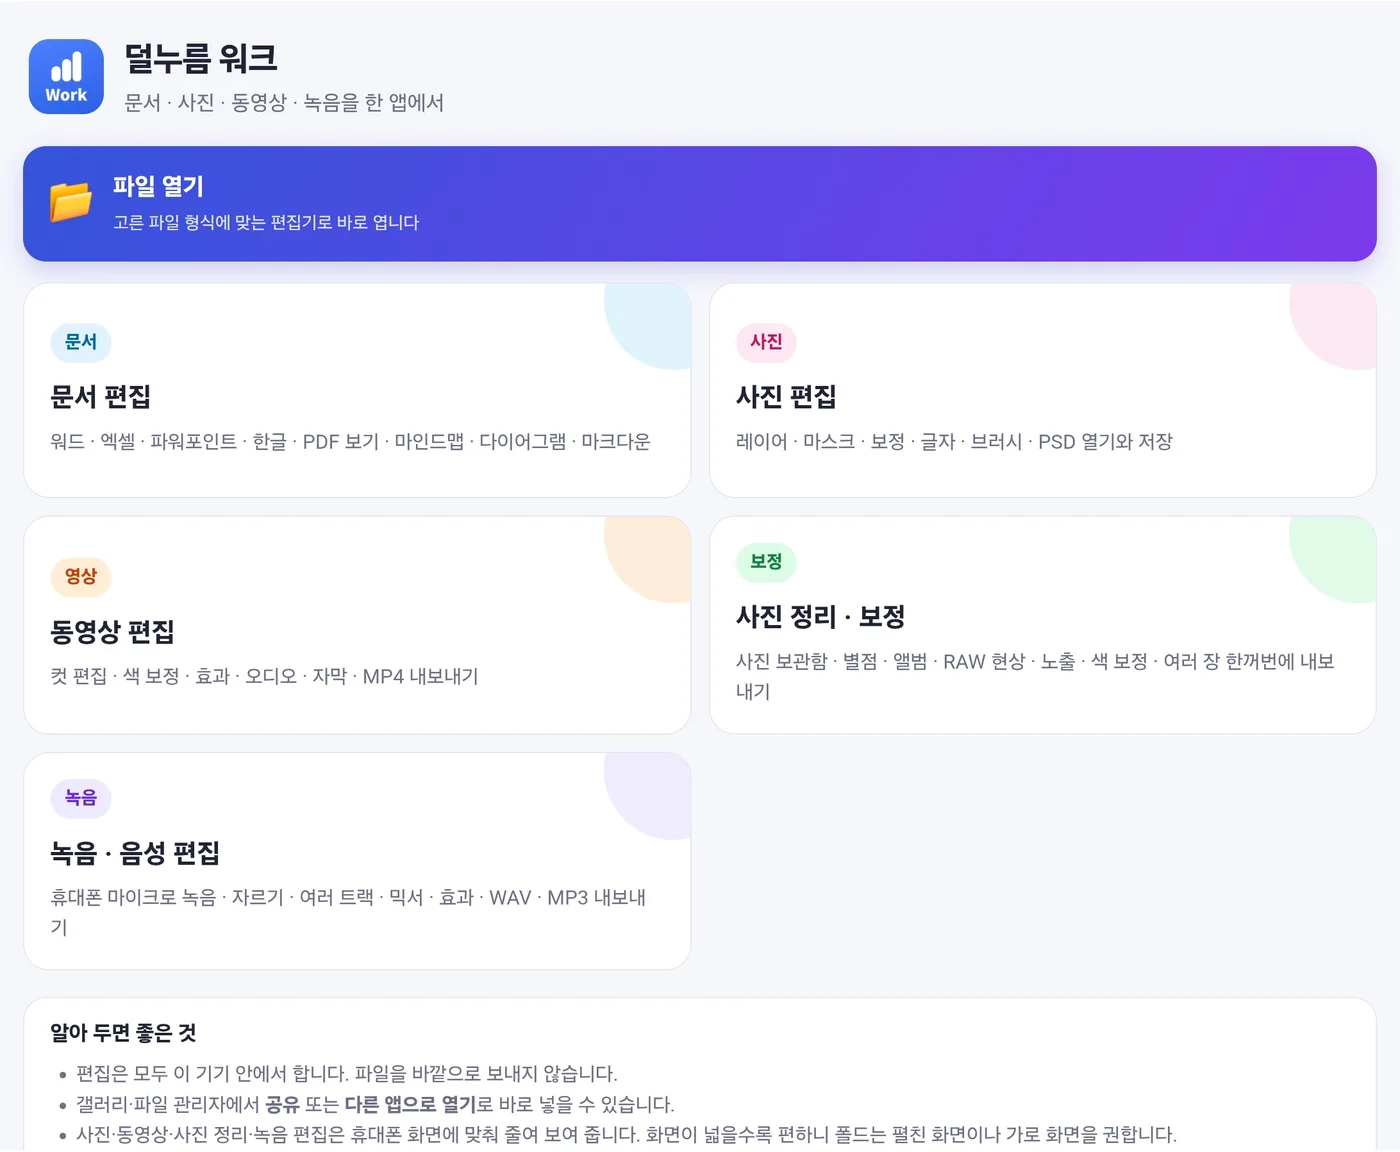 Work
덜누름 워크
문서 · 사진 · 동영상 · 녹음을 한 앱에서
파일 열기
고른 파일 형식에 맞는 편집기로 바로 엽니다
문서
문서 편집
워드 · 엑셀 · 파워포인트 · 한글 · PDF 보기 · 마인드맵 · 다이어그램 · 마크다운
사진
사진 편집
레이어 · 마스크 · 보정 · 글자 · 브러시 · PSD 열기와 저장
영상
동영상 편집
컷 편집 · 색 보정 · 효과 · 오디오 · 자막 · MP4 내보내기
보정
사진 정리 · 보정
사진 보관함 · 별점 · 앨범 · RAW 현상 · 노출 · 색 보정 · 여러 장 한꺼번에 내보
내기
녹음
녹음 · 음성 편집
휴대폰 마이크로 녹음 · 자르기 · 여러 트랙 · 믹서 · 효과 · WAV · MP3 내보내
기
알아 두면 좋은 것
편집은 모두 이 기기 안에서 합니다. 파일을 바깥으로 보내지 않습니다.
갤러리·파일 관리자에서 공유 또는 다른 앱으로 열기로 바로 넣을 수 있습니다.
사진·동영상·사진 정리·녹음 편집은 휴대폰 화면에 맞춰 줄여 보여 줍니다. 화면이 넓을수록 편하니 폴드는 펼친 화면이나 가로 화면을 권합니다.